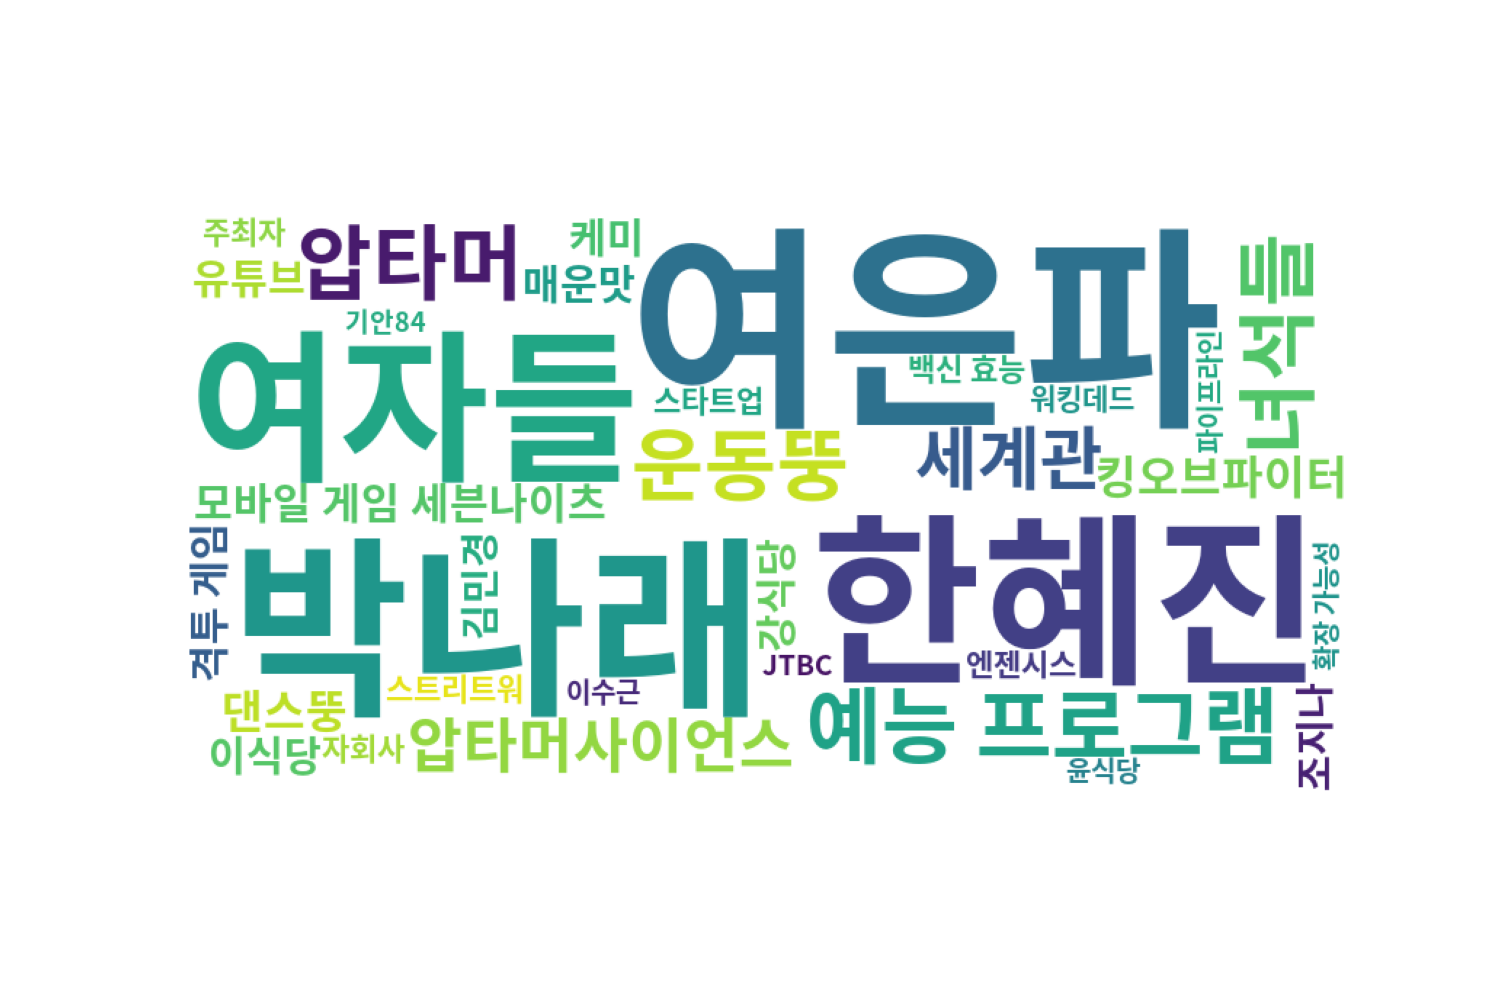 주최자
압타머
케미
여은파
녀석들
유튜브
매운맛
기안84
여자들
백신 효능
스타트업
워킹데드
파이프라인
운동뚱
세계관
킹오브파이터
모바일 게임 세븐나이츠
격투 게임
박나래
김민경
강식당
한혜진
확장 가능성
JTBC
엔젠시스
스트리트워
이수근
댄스뚱
예능 프로그램
조지나
이식당
자회사
압타머사이언스
윤식당